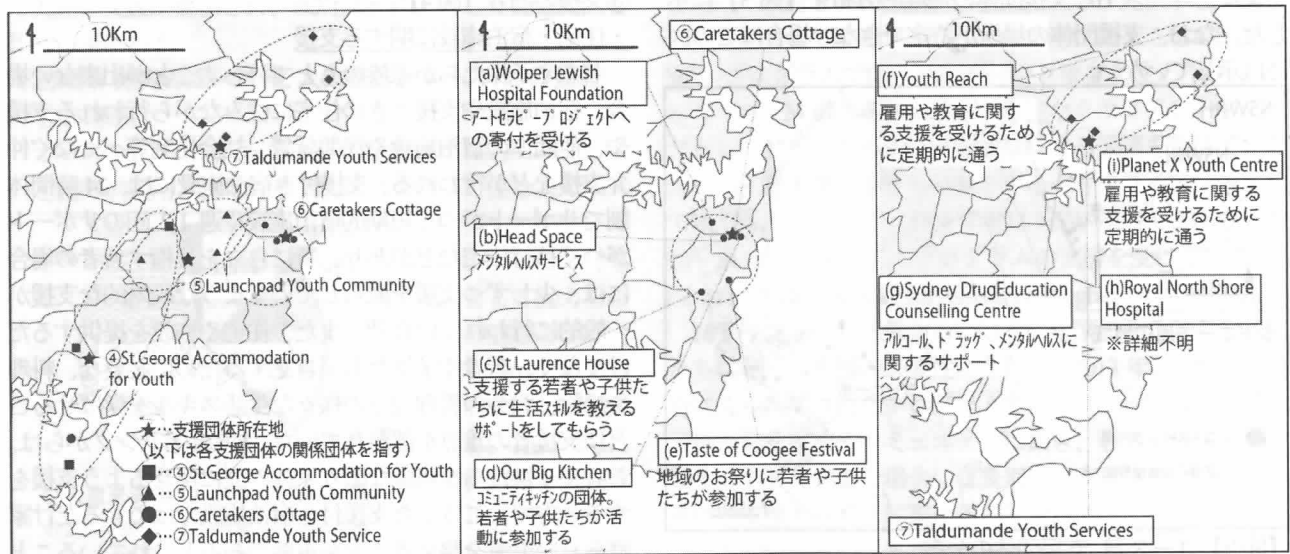 10Km
⑦Taldumande Youth Services
⑥Caretakers Cottage
⑤Launchpad Youth Community
④St.George Accommodation
for Youth
★…支援団体所在地
(以下は各支援団体の関係団体を指す)
■…④St.George Accommodation for Youth
▲…⑤Launchpad Youth Community
●…⑥Caretakers Cottage
◆…⑦Taldumande Youth Service
10Km
⑥Caretakers Cottage
(a)Wolper Jewish
Hospital Foundation
アートセラピープロジェクトへ
の寄付を受ける
(b)Head Space
メンタルヘルスサービス
(c)St Laurence House
支援する若者や子供た
ちに生活スキルを教える
サポートをしてもらう
(d)Our Big Kitchen
コミュニティキッチンの団体。
若者や子供たちが活
動に参加する
(e)Taste of Coogee Festival
地域のお祭りに若者や子供
たちが参加する
10Km
(f)Youth Reach
雇用や教育に関す
る支援を受けるため
に定期的に通う
(i)Planet X Youth Centre
雇用や教育に関する
支援を受けるために
定期的に通う
(g)Sydney DrugEducation
Counselling Centre
アルコール、ドラッグ、メンタルヘルスに
関するサポート
(h)Royal North Shore
Hospital
※詳細不明
⑦Taldumande Youth Services